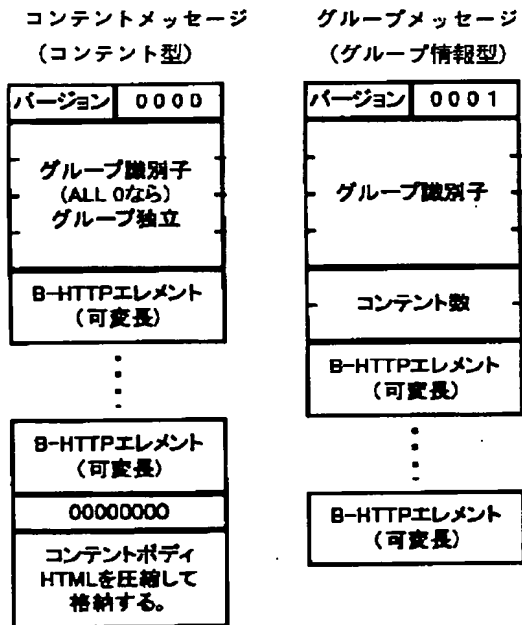 コンテントメッセージ
(コンテント型)
バージョン 0000
グループ識別子
(ALL 0なら)
グループ独立
B-HTTPエレメント
(可変長)
B-HTTPエレメント
(可変長)
00000000
コンテントボディ
HTMLを圧縮して
格納する。
グループメッセージ
(グループ情報型)
バージョン 0001
グループ識別子
コンテント数
B-HTTPエレメント
(可変長)
B-HTTPエレメント
(可変長)